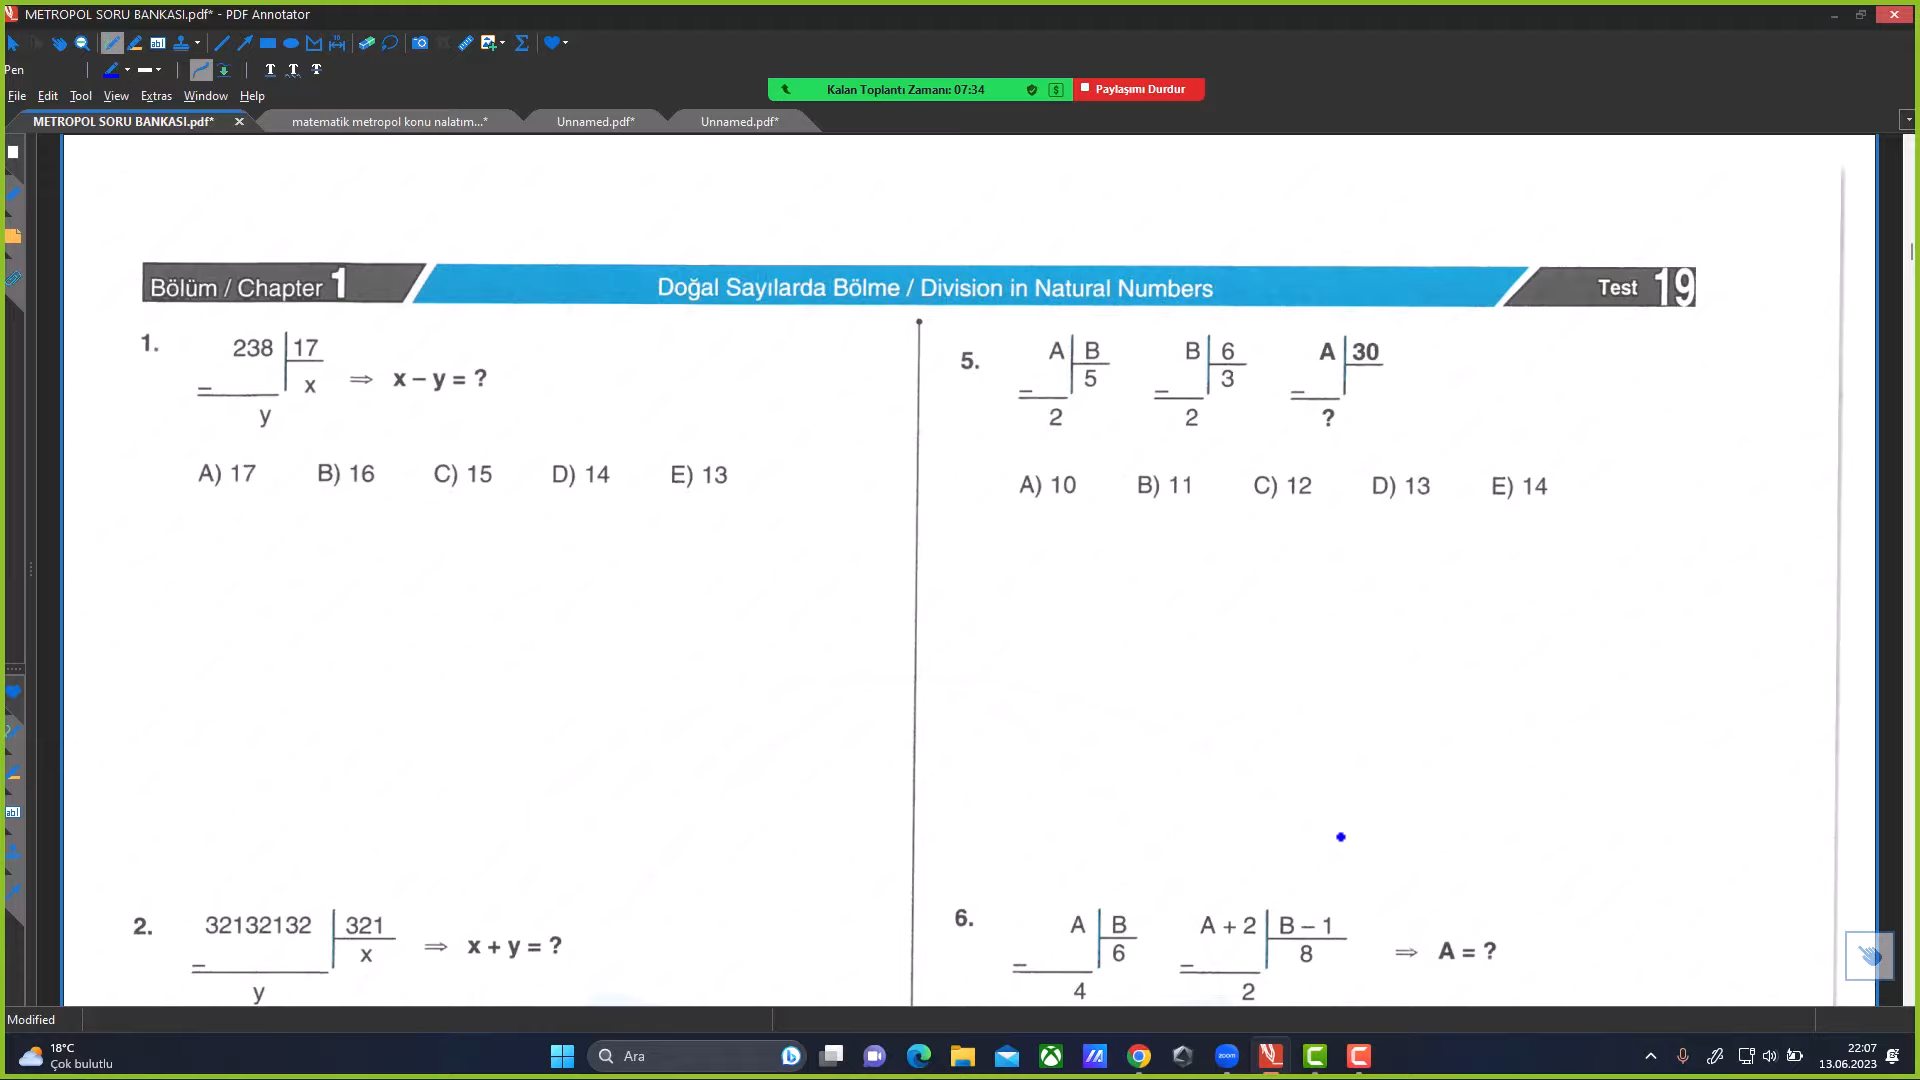 METROPOL SORU BANKASI.pdf* - PDF Annotator
Pen
File Edit Tool View Extras Window Help
Kalan Toplantı Zamanı: 07:34
Paylaşımı Durdur
METROPOL SORU BANKASI.pdf*
matematik metropol konu nalatım...*
Unnamed.pdf*
Unnamed.pdf*
Bölüm / Chapter 1
Doğal Sayılarda Bölme / Division in Natural Numbers
Test 19
1.
238 17
x
⇒ x – y = ?
–
y
A) 17 B) 16 C) 15 D) 14 E) 13
2.
32132132 321
x
⇒ x + y = ?
–
y
5.
A B
5
–
2
B 6
3
–
2
A 30
–
?
A) 10 B) 11 C) 12 D) 13 E) 14
6.
A B
6
–
4
A + 2 B – 1
8
–
2
⇒ A = ?
Modified
18°C
Çok bulutlu
Ara
zoom
22:07
13.06.2023